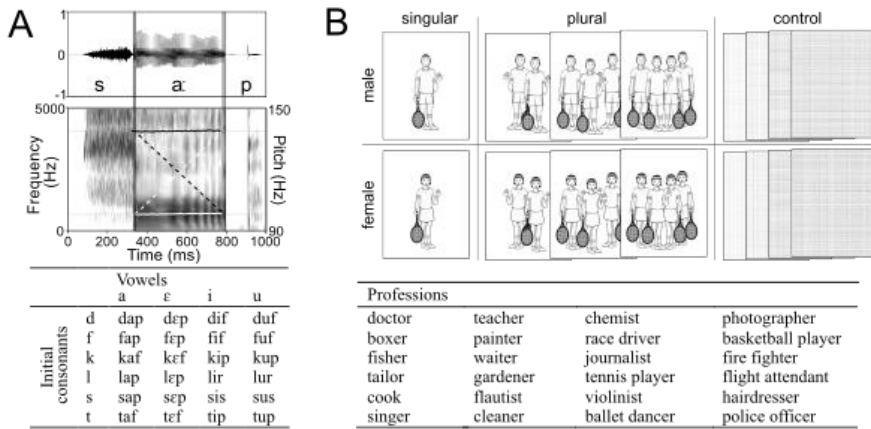 A
1
0
-1
s aː p
5000
0
Frequency
(Hz)
150
90
Pitch (Hz)
0 200 400 600 800 1000
Time (ms)
Vowels
a ɛ i u
Initial
consonants
d dap dɛp dif duf
f fap fɛp fif fuf
k kaf kɛf kip kup
l lap lɛp lir lur
s sap sɛp sis sus
t taf tɛf tip tup
B
singular plural control
male
female
Professions
doctor teacher chemist photographer
boxer painter race driver basketball player
fisher waiter journalist fire fighter
tailor gardener tennis player flight attendant
cook flautist violinist hairdresser
singer cleaner ballet dancer police officer